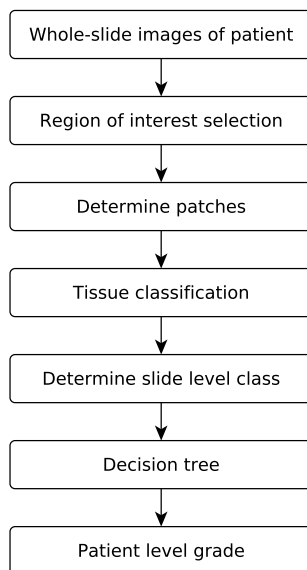 Whole-slide images of patient
Region of interest selection
Determine patches
Tissue classification
Determine slide level class
Decision tree
Patient level grade